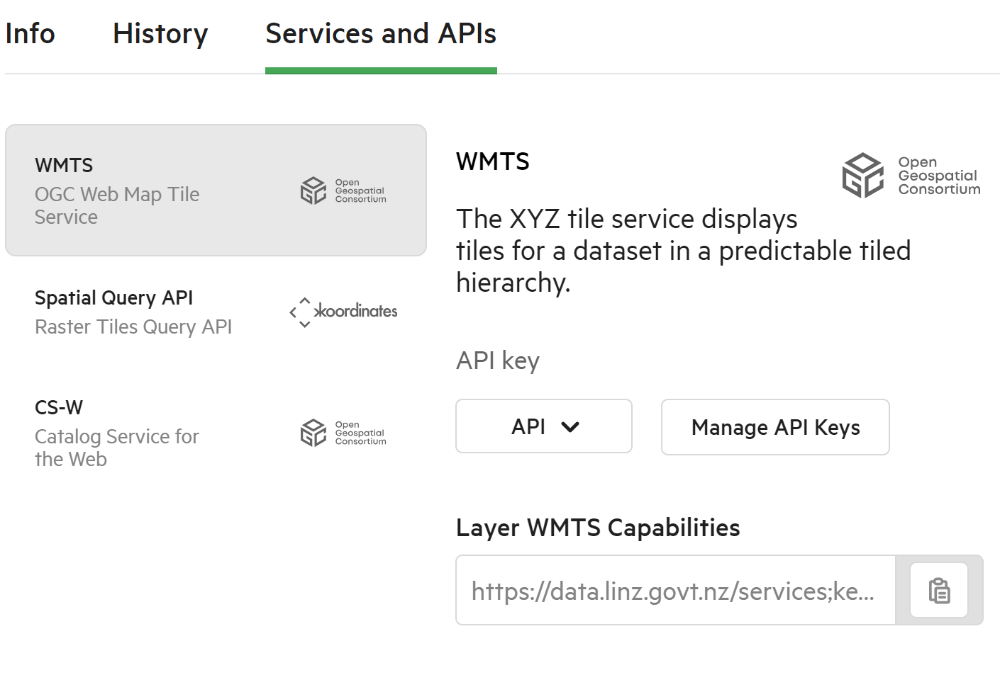 Info
History
Services and APIs
WMTS
OGC Web Map Tile
Service
Open
Geospatial
Consortium
Spatial Query API
Raster Tiles Query API
koordinates
CS-W
Catalog Service for
the Web
Open
Geospatial
Consortium
WMTS
Open
Geospatial
Consortium
The XYZ tile service displays
tiles for a dataset in a predictable tiled
hierarchy.
API key
API
Manage API Keys
Layer WMTS Capabilities
https://data.linz.govt.nz/services;ke...